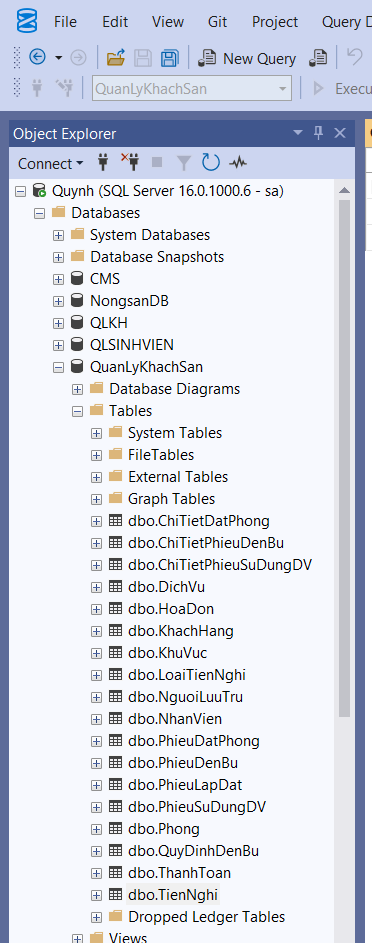 File Edit View Git Project Query D
New Query
QuanLyKhachSan Execu
Object Explorer
Connect
Quynh (SQL Server 16.0.1000.6 - sa)
Databases
System Databases
Database Snapshots
CMS
NongsanDB
QLKH
QLSINHVIEN
QuanLyKhachSan
Database Diagrams
Tables
System Tables
FileTables
External Tables
Graph Tables
dbo.ChiTietDatPhong
dbo.ChiTietPhieuDenBu
dbo.ChiTietPhieuSuDungDV
dbo.DichVu
dbo.HoaDon
dbo.KhachHang
dbo.KhuVuc
dbo.LoaiTienNghi
dbo.NguoiLuuTru
dbo.NhanVien
dbo.PhieuDatPhong
dbo.PhieuDenBu
dbo.PhieuLapDat
dbo.PhieuSuDungDV
dbo.Phong
dbo.QuyDinhDenBu
dbo.ThanhToan
dbo.TienNghi
Dropped Ledger Tables
Views